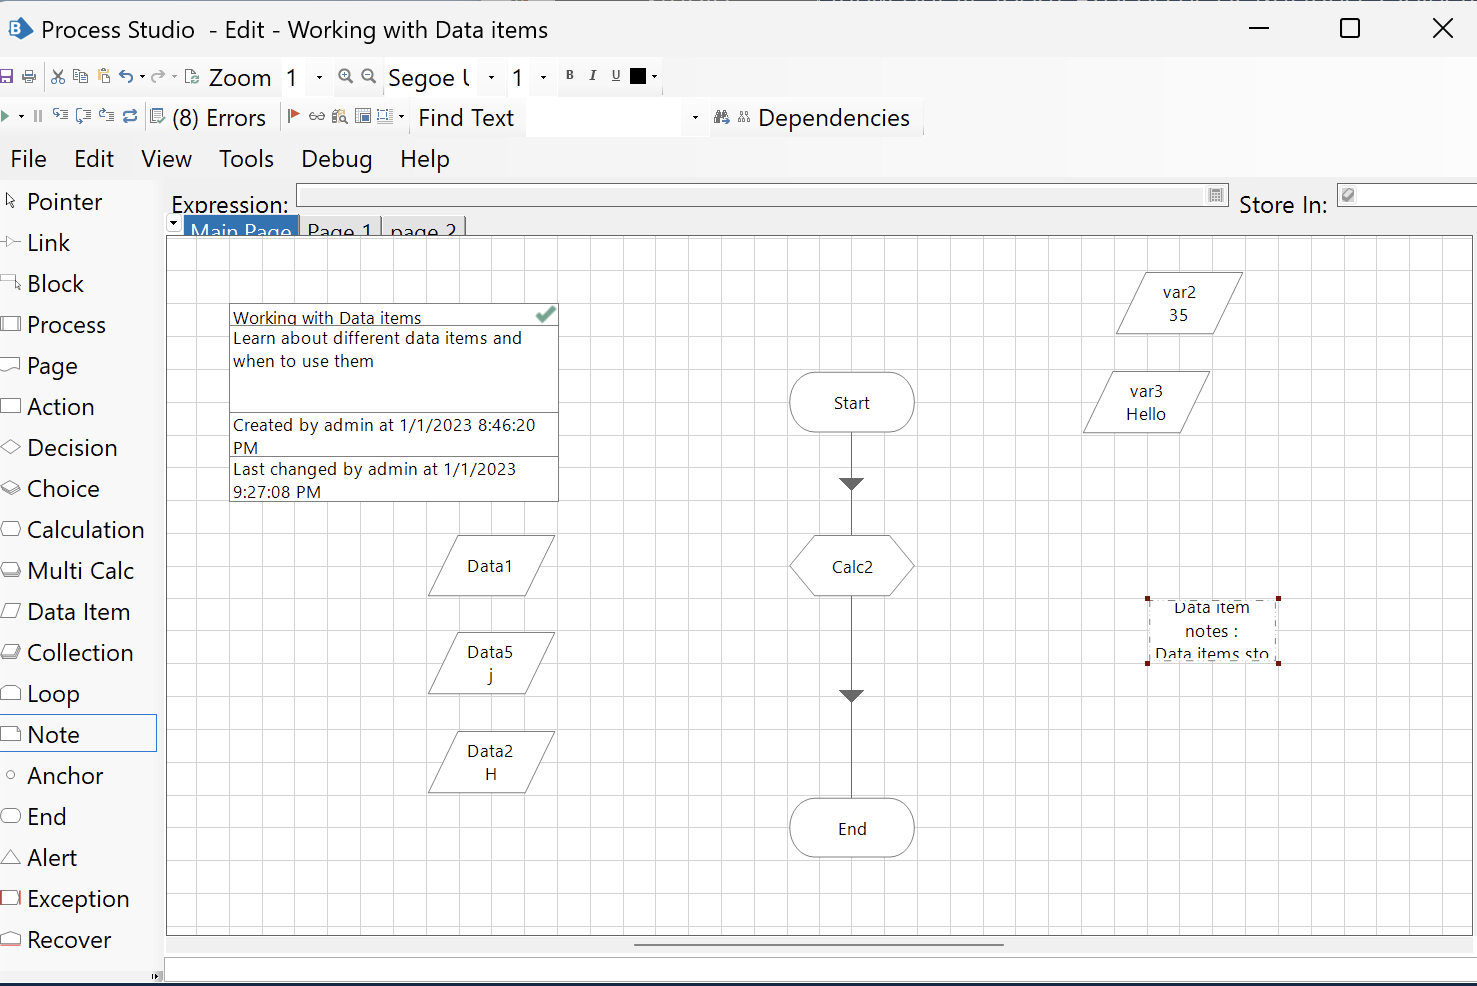 Process Studio - Edit - Working with Data items
Zoom 1 Segoe U 1 B I U
(8) Errors Find Text Dependencies
File Edit View Tools Debug Help
Expression: Store In:
Main Page Page 1 page 2
Pointer
Link
Block
Process
Page
Action
Decision
Choice
Calculation
Multi Calc
Data Item
Collection
Loop
Note
Anchor
End
Alert
Exception
Recover
Working with Data items
Learn about different data items and
when to use them
Created by admin at 1/1/2023 8:46:20
PM
Last changed by admin at 1/1/2023
9:27:08 PM
Data1
Data5
j
Data2
H
Start
Calc2
End
var2
35
var3
Hello
Data item
notes :
Data items sto